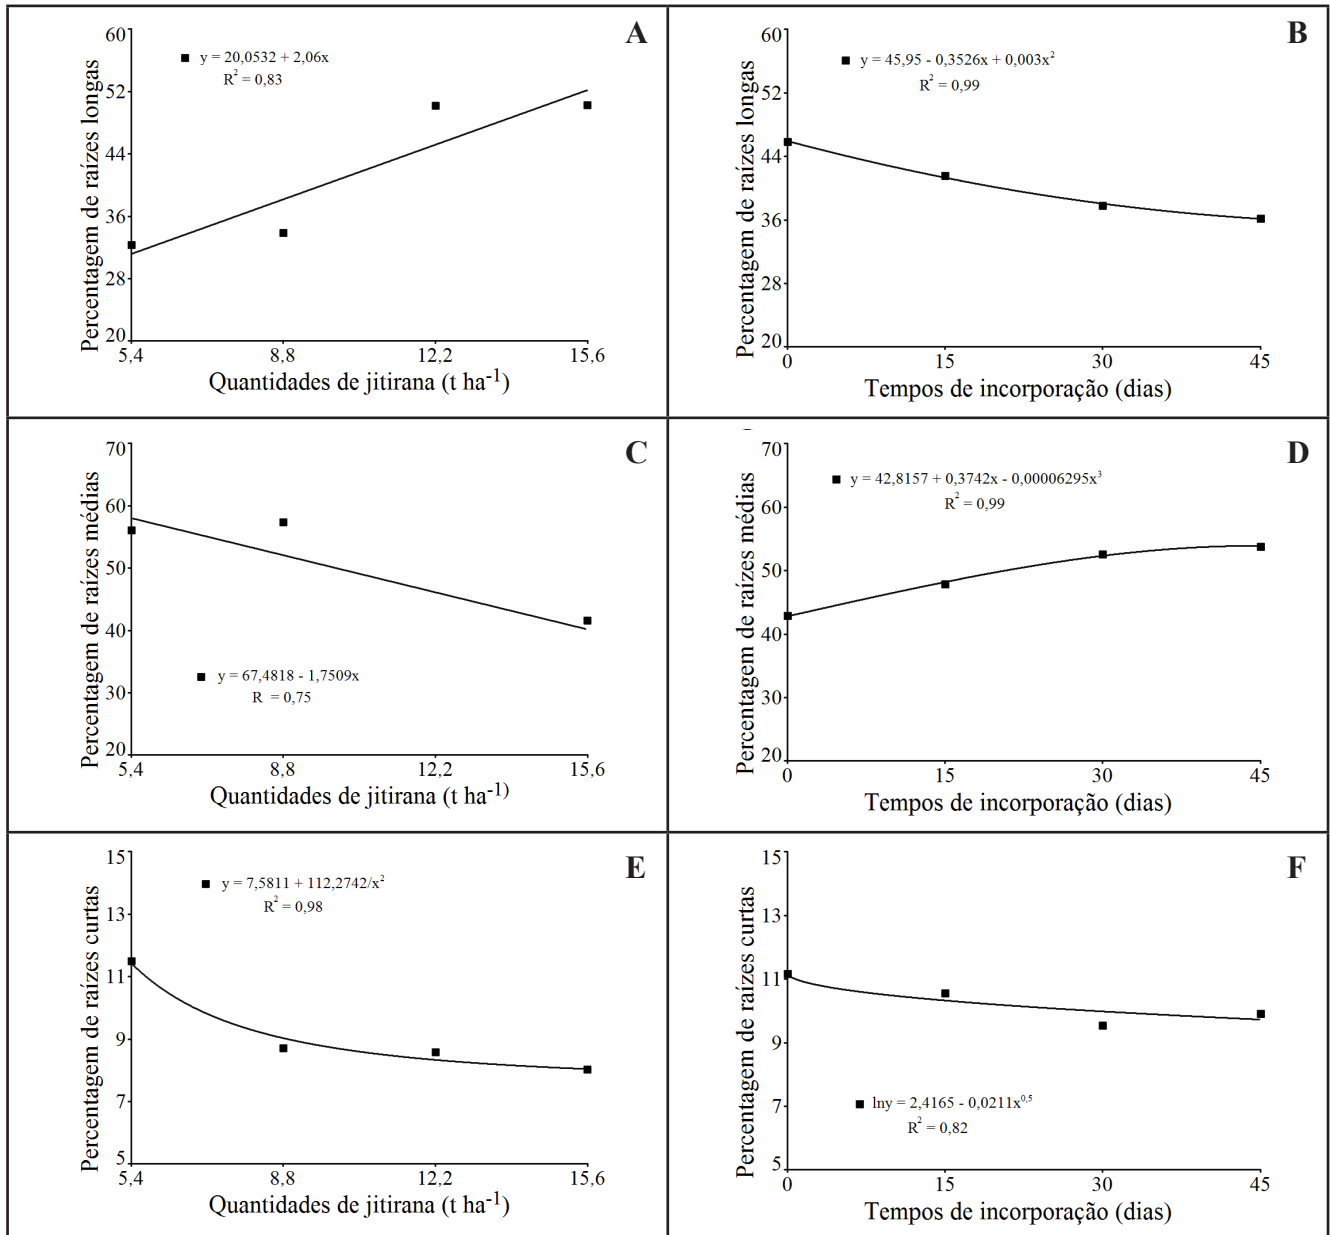 A
y = 20,0532 + 2,06x
R² = 0,83
Percentagem de raízes longas
60
52
44
36
28
20
5,4 8,8 12,2 15,6
Quantidades de jitirana (t ha⁻¹)
B
y = 45,95 - 0,3526x + 0,003x²
R² = 0,99
Percentagem de raízes longas
60
52
44
36
28
20
0 15 30 45
Tempos de incorporação (dias)
C
Percentagem de raízes médias
70
60
50
40
30
20
y = 67,4818 - 1,7509x
R = 0,75
5,4 8,8 12,2 15,6
Quantidades de jitirana (t ha⁻¹)
D
y = 42,8157 + 0,3742x - 0,00006295x³
R² = 0,99
Percentagem de raízes médias
70
60
50
40
30
20
0 15 30 45
Tempos de incorporação (dias)
E
y = 7,5811 + 112,2742/x²
R² = 0,98
Percentagem de raízes curtas
15
13
11
9
7
5
5,4 8,8 12,2 15,6
Quantidades de jitirana (t ha⁻¹)
F
Percentagem de raízes curtas
15
13
11
9
7
5
lny = 2,4165 - 0,0211x⁰,⁵
R² = 0,82
0 15 30 45
Tempos de incorporação (dias)